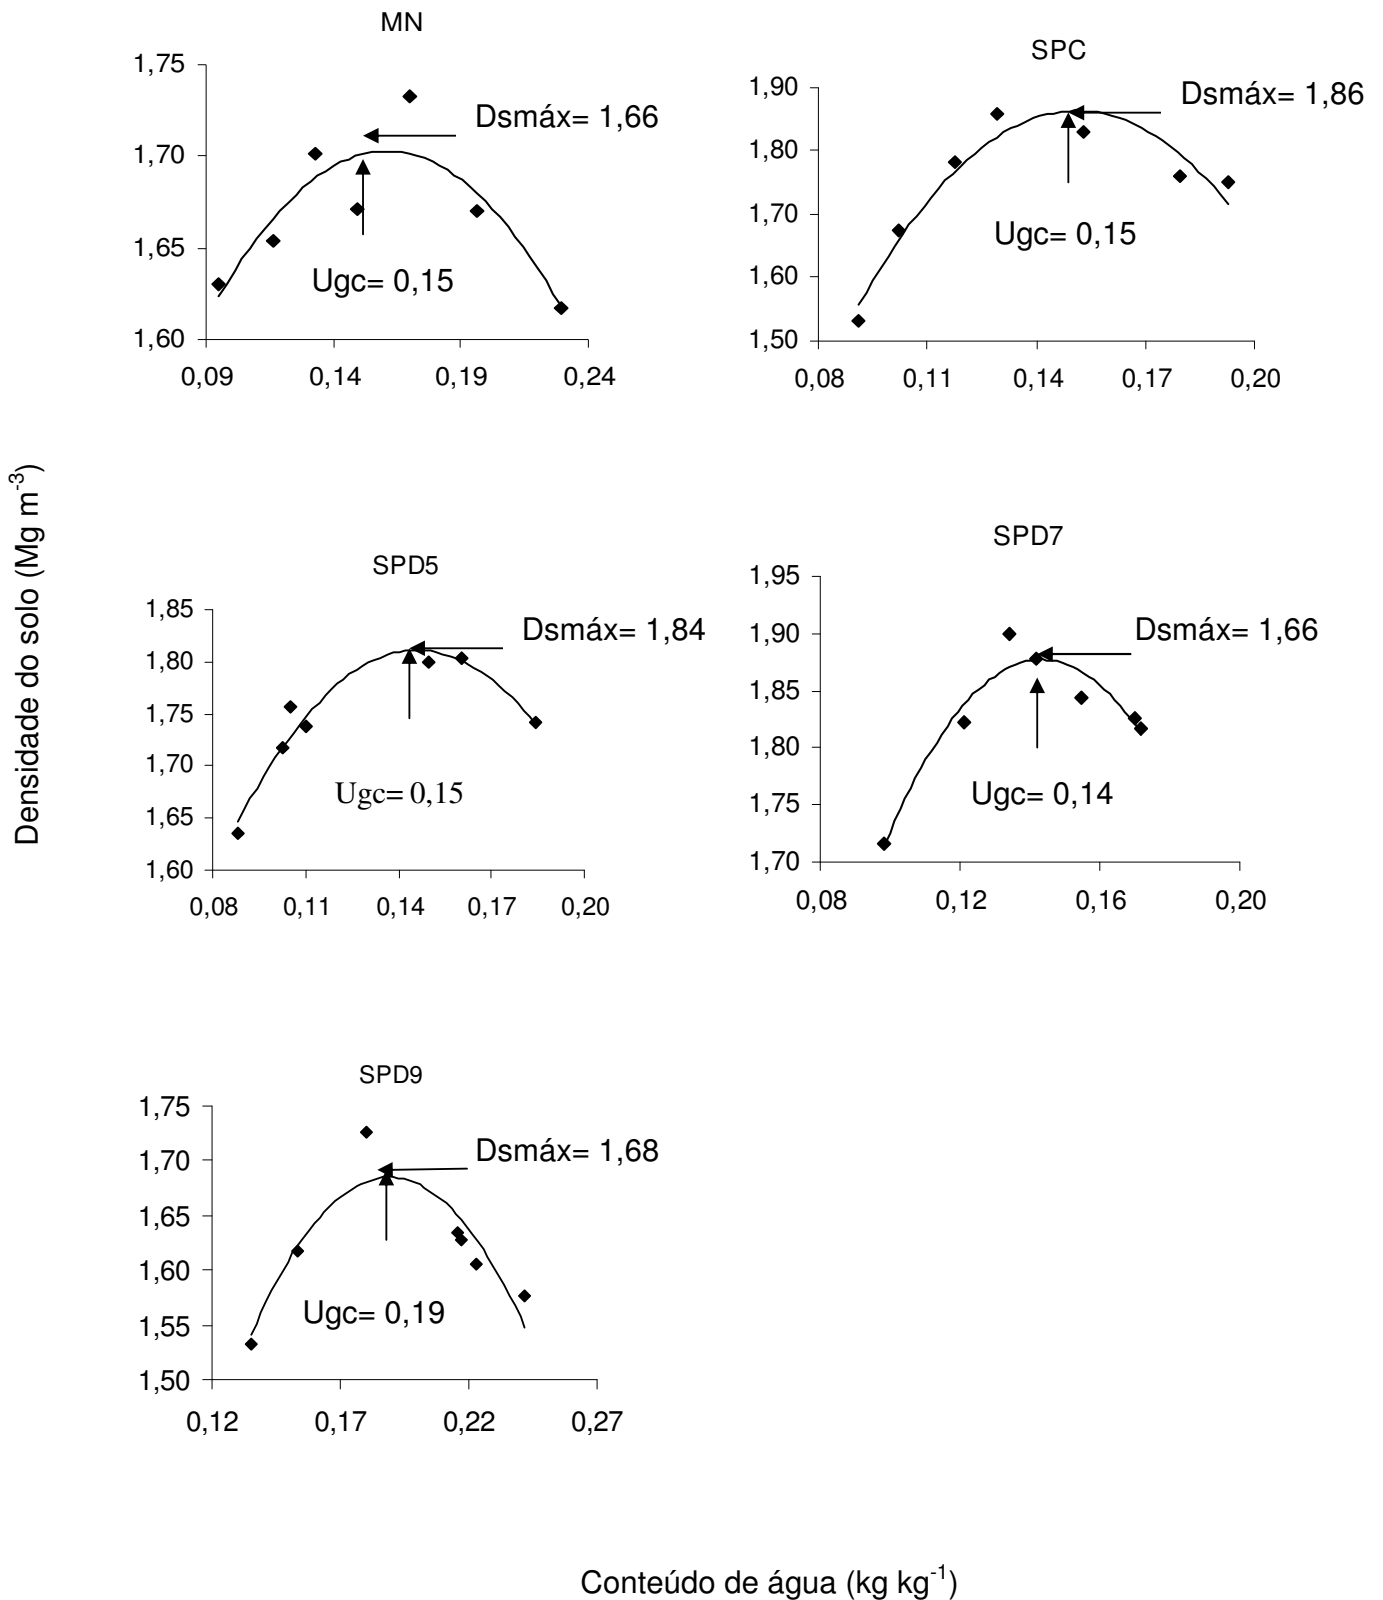 MN
1,75
1,70
1,65
1,60
Dsmáx= 1,66
Ugc= 0,15
0,09 0,14 0,19 0,24
SPC
1,90
1,80
1,70
1,60
1,50
Dsmáx= 1,86
Ugc= 0,15
0,08 0,11 0,14 0,17 0,20
Densidade do solo (Mg m-3)
SPD5
1,85
1,80
1,75
1,70
1,65
1,60
Dsmáx= 1,84
Ugc= 0,15
0,08 0,11 0,14 0,17 0,20
SPD7
1,95
1,90
1,85
1,80
1,75
1,70
Dsmáx= 1,66
Ugc= 0,14
0,08 0,12 0,16 0,20
SPD9
1,75
1,70
1,65
1,60
1,55
1,50
Dsmáx= 1,68
Ugc= 0,19
0,12 0,17 0,22 0,27
Conteúdo de água (kg kg-1)